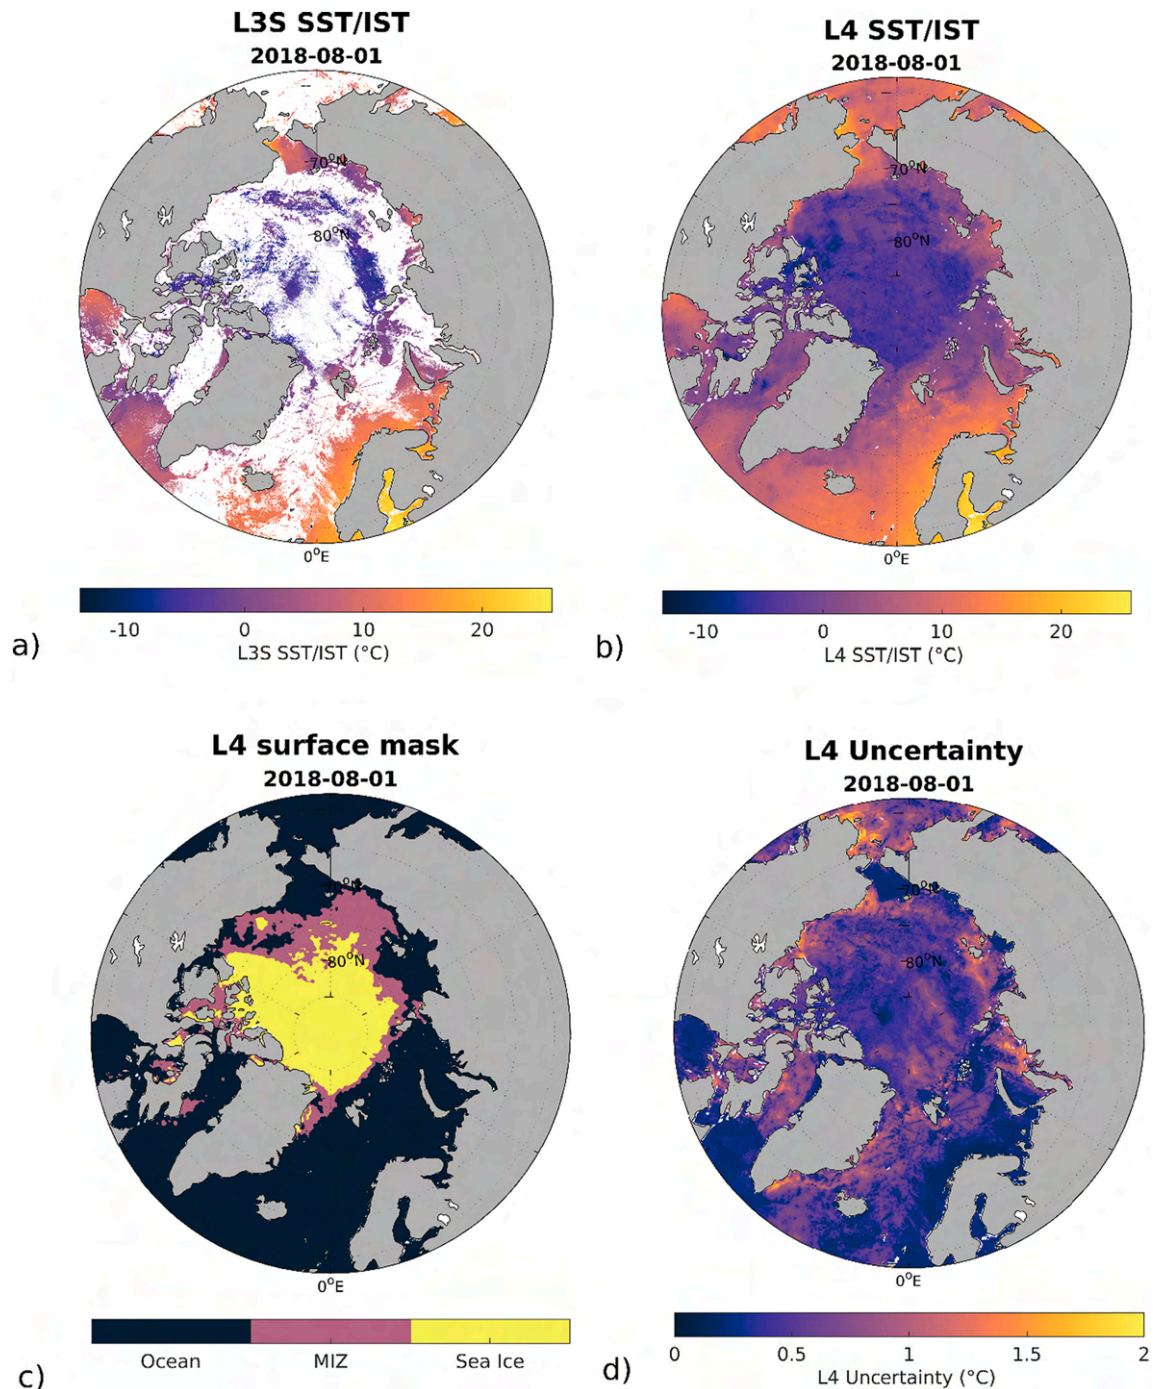 L3S SST/IST
2018-08-01
70°N
80°N
0°E
-10 0 10 20
L3S SST/IST (°C)
a)
L4 SST/IST
2018-08-01
70°N
80°N
0°E
-10 0 10 20
L4 SST/IST (°C)
b)
L4 surface mask
2018-08-01
70°N
80°N
0°E
Ocean MIZ Sea Ice
c)
L4 Uncertainty
2018-08-01
70°N
80°N
0°E
0 0.5 1 1.5 2
L4 Uncertainty (°C)
d)